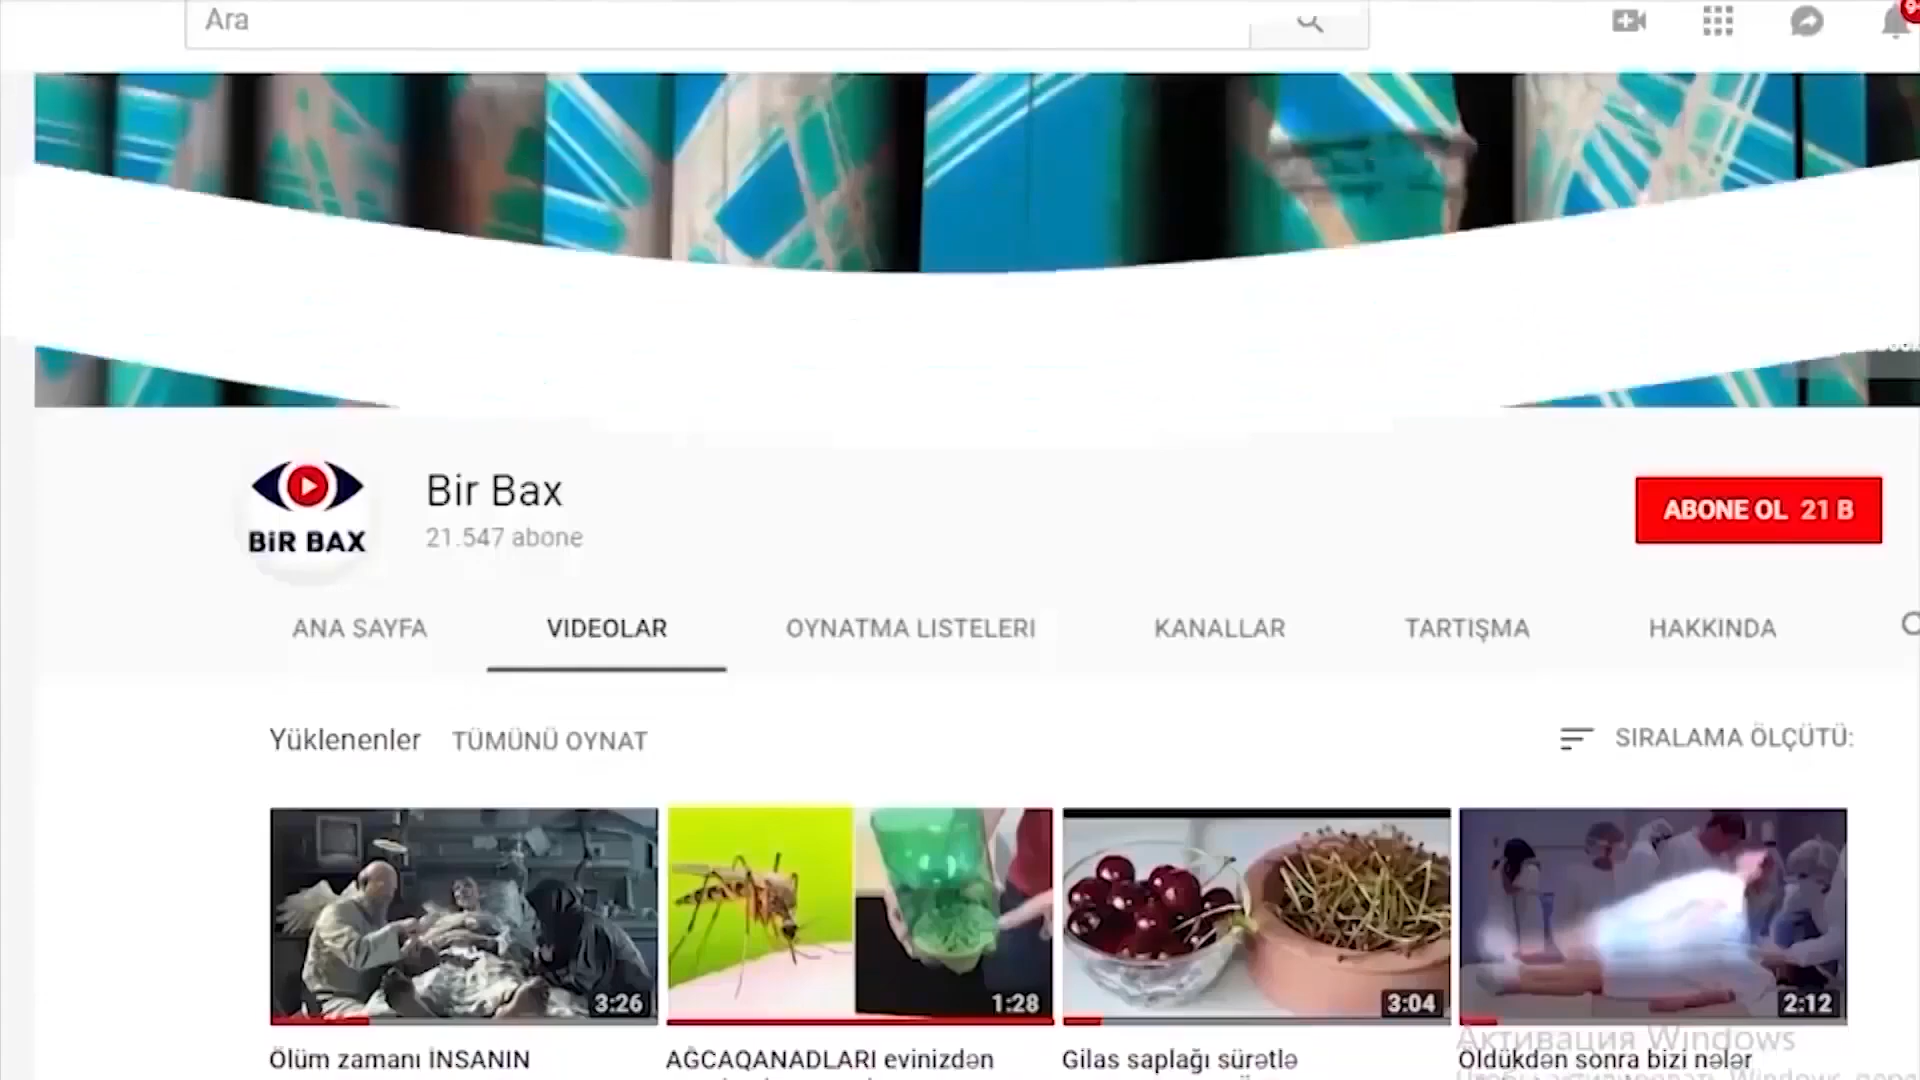 Ara
Bir Bax
21.547 abone
BiR BAX
ABONE OL 21 B
ANA SAYFA
VIDEOLAR
OYNATMA LISTELERI
KANALLAR
TARTIŞMA
HAKKINDA
Yüklenenler
TÜMÜNÜ OYNAT
SIRALAMA ÖLÇÜTÜ:
3:26
1:28
3:04
2:12
Ölüm zamanı İNSANIN
AĞCAQANADLARI evinizdən
Gilas saplağı sürətlə
Öldükdən sonra bizi nələr
Активация Windows